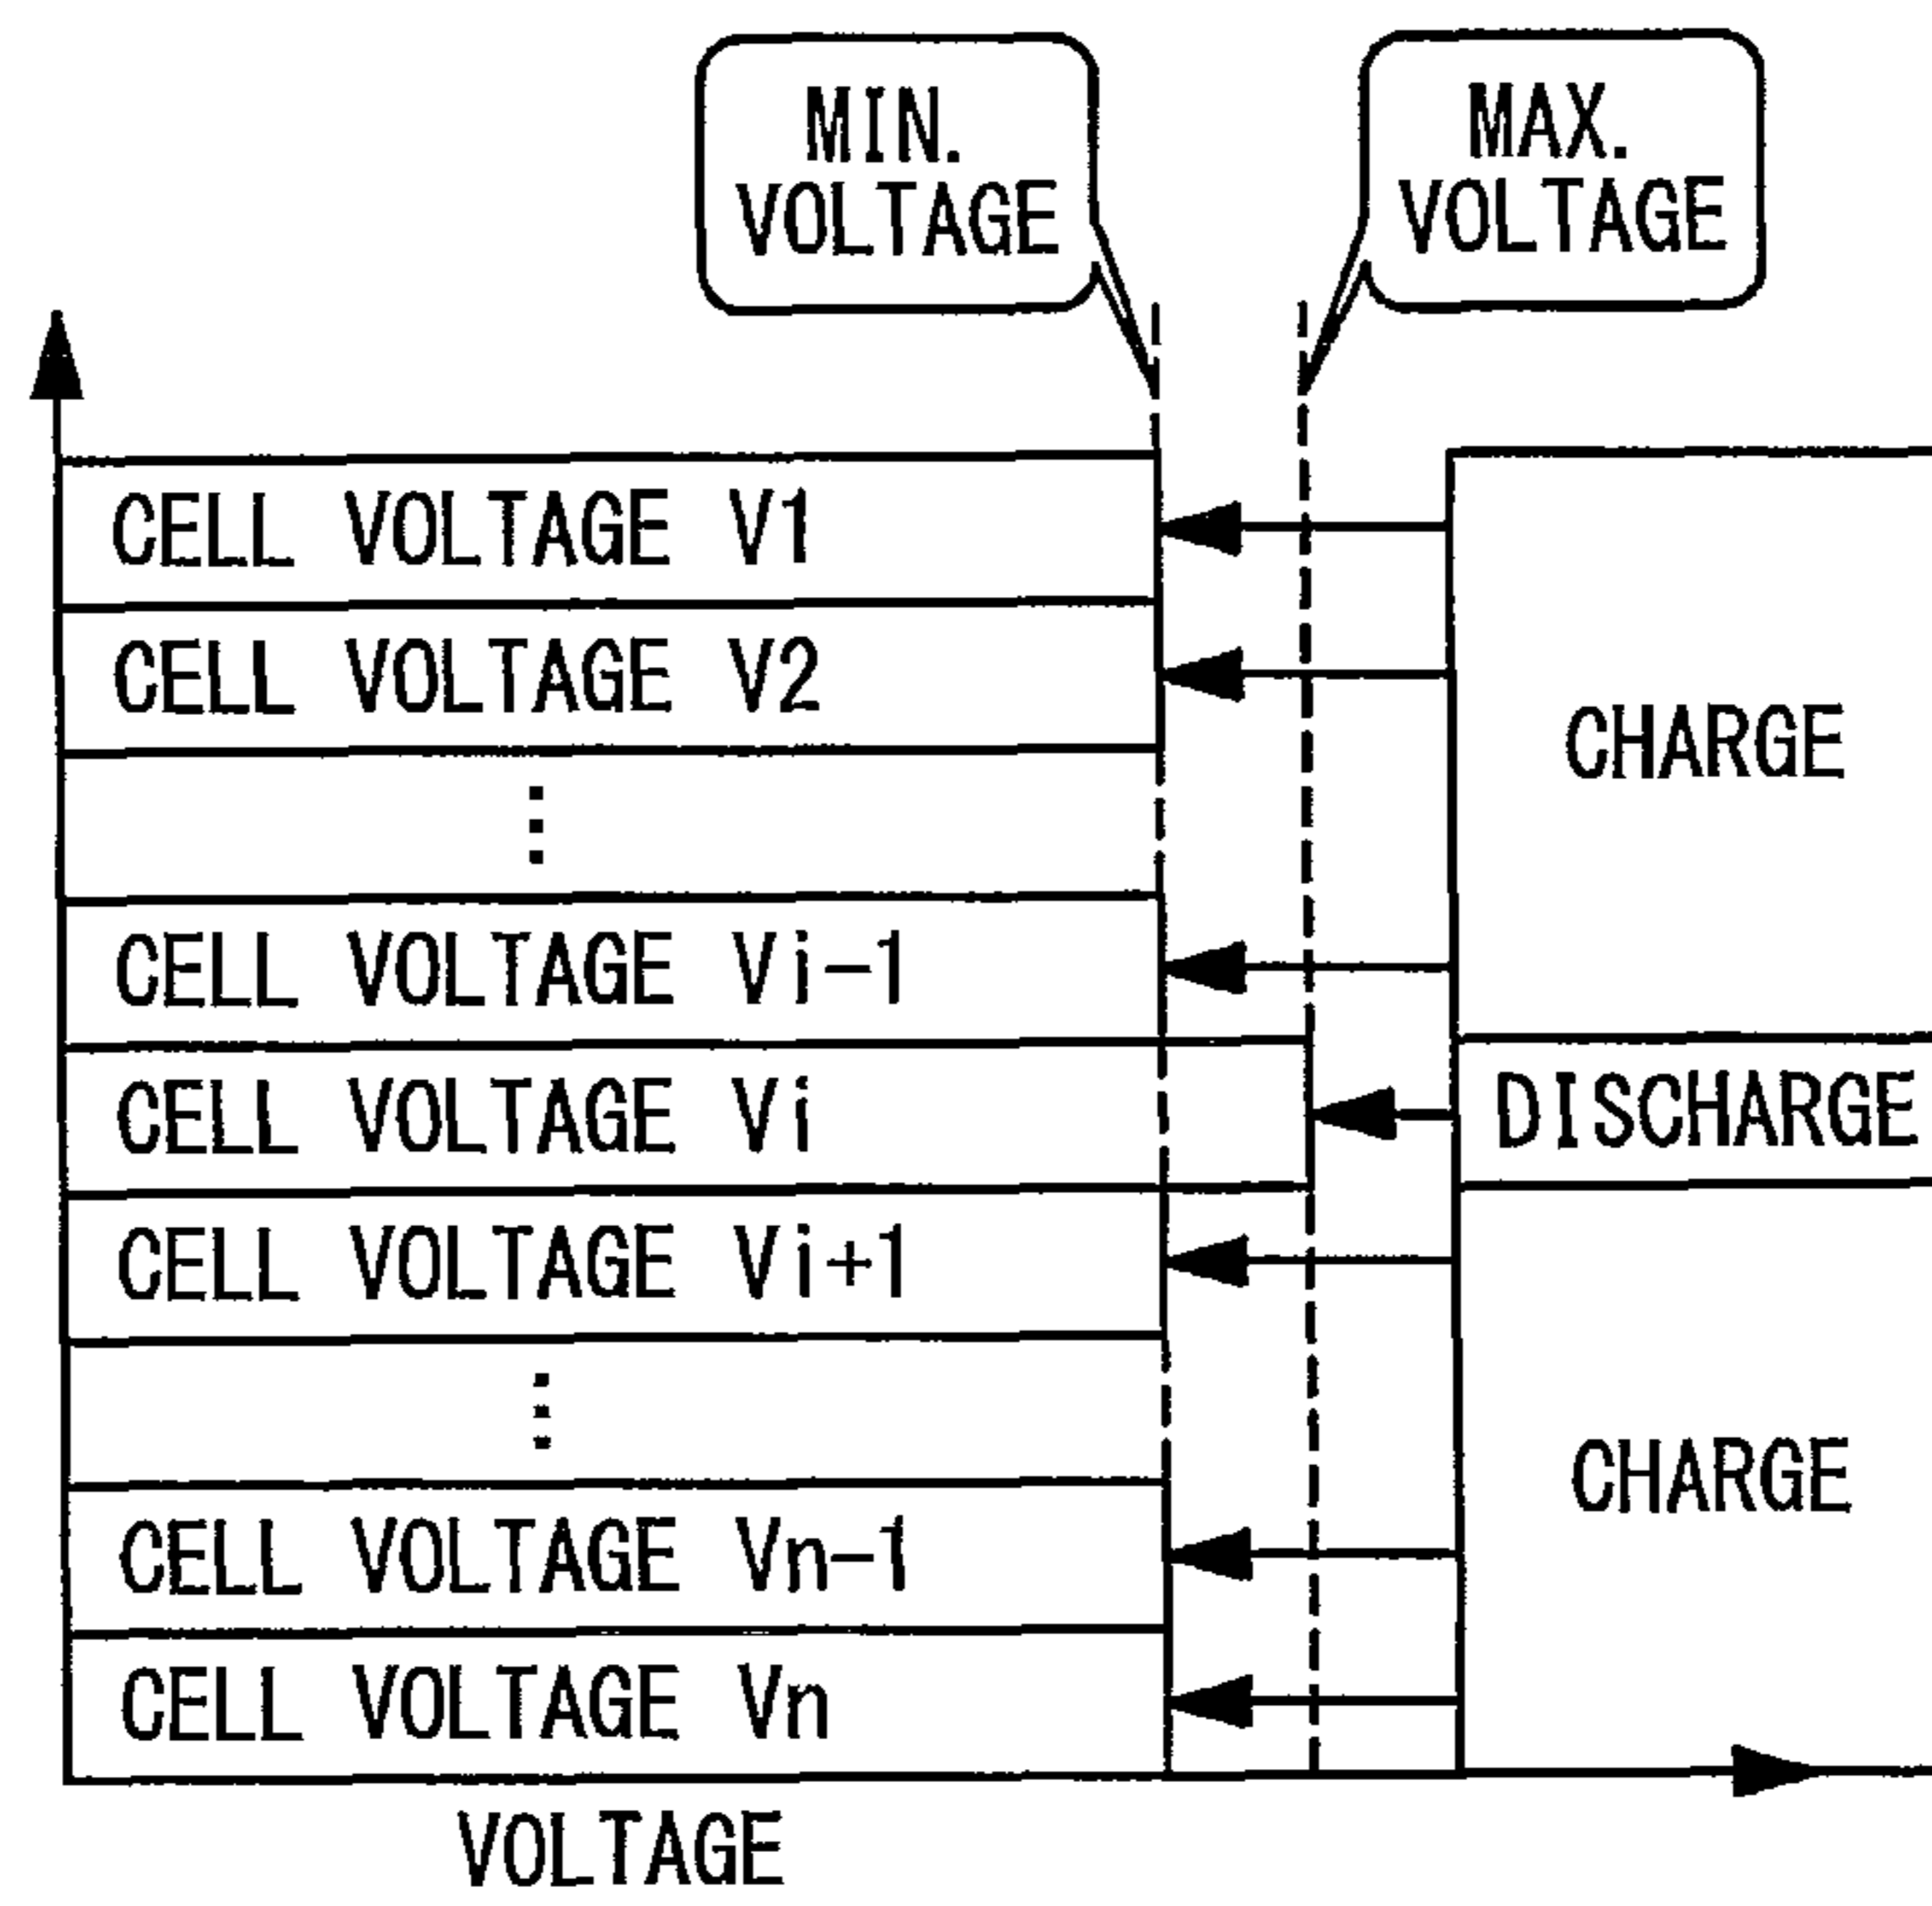 MIN.
VOLTAGE
MAX.
VOLTAGE
CELL VOLTAGE V1
CELL VOLTAGE V2
CHARGE
⋮
CELL VOLTAGE Vi-1
CELL VOLTAGE Vi
DISCHARGE
CELL VOLTAGE Vi+1
⋮
CHARGE
CELL VOLTAGE Vn-1
CELL VOLTAGE Vn
VOLTAGE